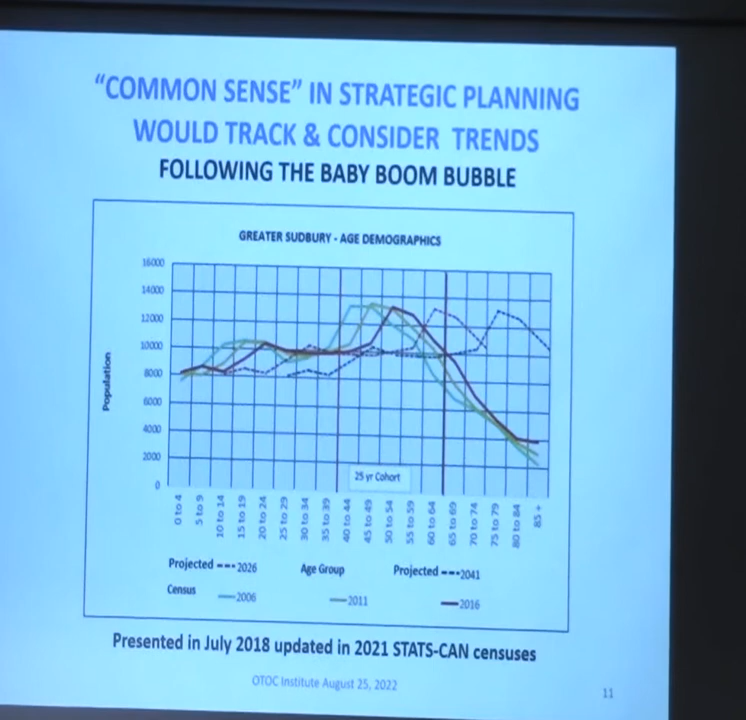 “COMMON SENSE” IN STRATEGIC PLANNING
WOULD TRACK & CONSIDER TRENDS
FOLLOWING THE BABY BOOM BUBBLE
GREATER SUDBURY - AGE DEMOGRAPHICS
16000
14000
12000
10000
8000
6000
4000
2000
0
Population
25 yr Cohort
0 to 4
5 to 9
10 to 14
15 to 19
20 to 24
25 to 29
30 to 34
35 to 39
40 to 44
45 to 49
50 to 54
55 to 59
60 to 64
65 to 69
70 to 74
75 to 79
80 to 84
85 +
Projected 2026 Age Group Projected 2041
Census 2006 2011 2016
Presented in July 2018 updated in 2021 STATS-CAN censuses
OTOC Institute August 25, 2022
11